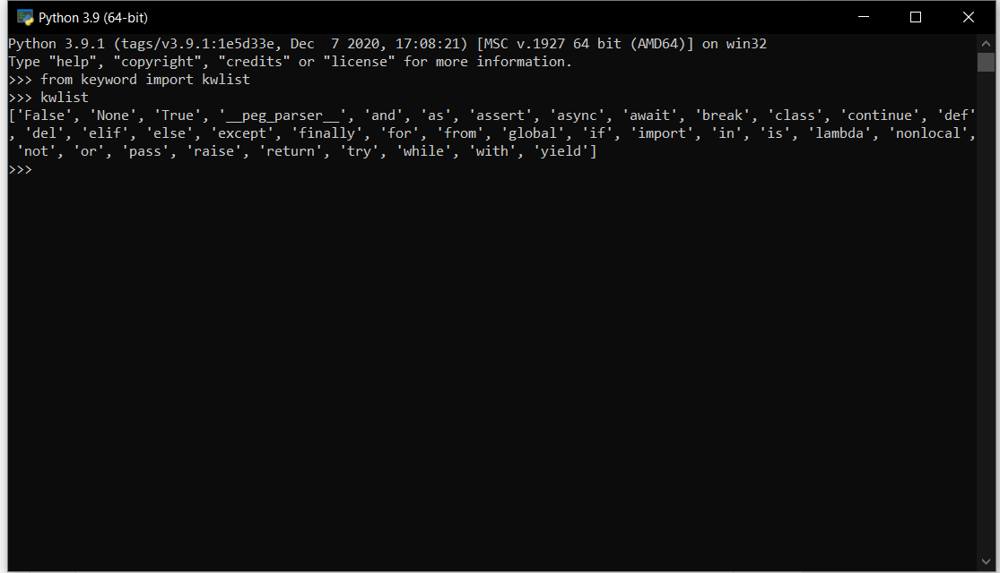 Python 3.9 (64-bit)
Python 3.9.1 (tags/v3.9.1:1e5d33e, Dec  7 2020, 17:08:21) [MSC v.1927 64 bit (AMD64)] on win32
Type "help", "copyright", "credits" or "license" for more information.
>>> from keyword import kwlist
>>> kwlist
['False', 'None', 'True', '__peg_parser__', 'and', 'as', 'assert', 'async', 'await', 'break', 'class', 'continue', 'def'
, 'del', 'elif', 'else', 'except', 'finally', 'for', 'from', 'global', 'if', 'import', 'in', 'is', 'lambda', 'nonlocal',
 'not', 'or', 'pass', 'raise', 'return', 'try', 'while', 'with', 'yield']
>>>